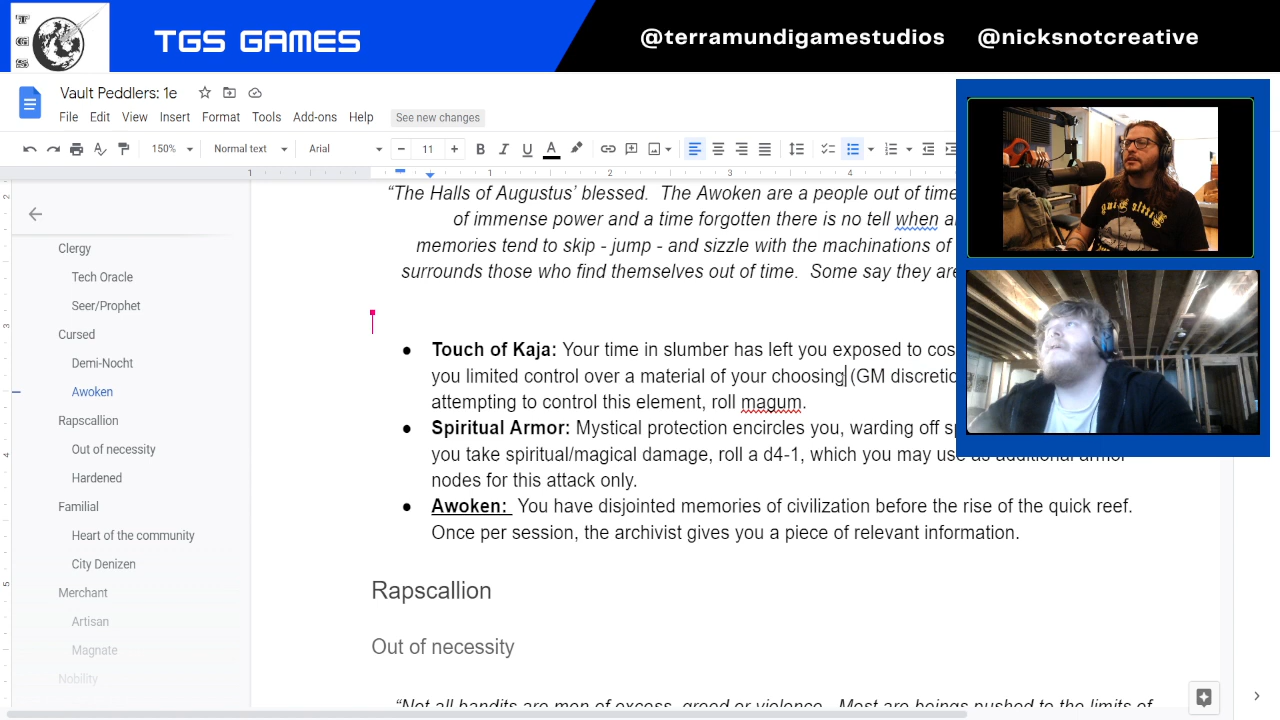 T
G
S
TGS GAMES
@terramundigamestudios @nicksnotcreative
Vault Peddlers: 1e
File Edit View Insert Format Tools Add-ons Help See new changes
150% Normal text Arial 11 B I U A
1 1 2 3 4
2
3
4
5
Clergy
Tech Oracle
Seer/Prophet
Cursed
Demi-Nocht
Awoken
Rapscallion
Out of necessity
Hardened
Familial
Heart of the community
City Denizen
Merchant
Artisan
Magnate
Nobility
“The Halls of Augustus’ blessed. The Awoken are a people out of time
of immense power and a time forgotten there is no tell when
memories tend to skip - jump - and sizzle with the machinations of
surrounds those who find themselves out of time. Some say they are
● Touch of Kaja: Your time in slumber has left you exposed to cos
you limited control over a material of your choosing (GM discretio
attempting to control this element, roll magum.
● Spiritual Armor: Mystical protection encircles you, warding off sp
you take spiritual/magical damage, roll a d4-1, which you may use as additional armor
nodes for this attack only.
● Awoken: You have disjointed memories of civilization before the rise of the quick reef.
Once per session, the archivist gives you a piece of relevant information.
Rapscallion
Out of necessity
“Not all bandits are men of excess, greed or violence. Most are beings pushed to the limits of